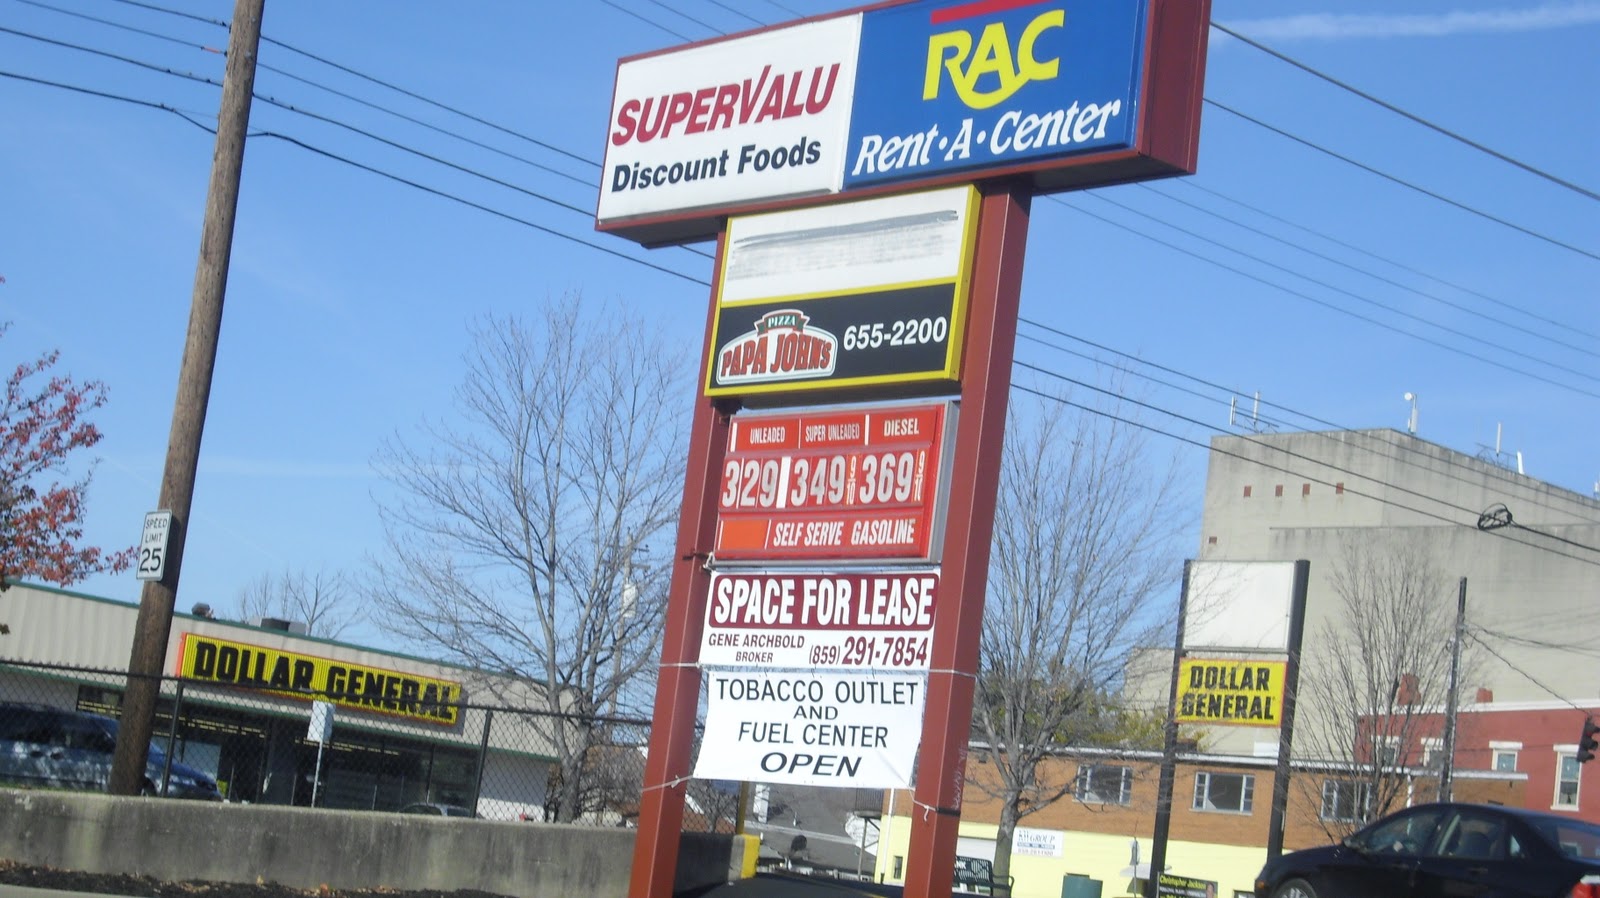 SUPERVALU
Discount Foods
RAC
Rent·A·Center
PIZZA
PAPA JOHN'S
655-2200
UNLEADED SUPER UNLEADED DIESEL
329 349 369
SELF SERVE GASOLINE
SPACE FOR LEASE
GENE ARCHBOLD
BROKER
(859) 291-7854
TOBACCO OUTLET
AND
FUEL CENTER
OPEN
SPEED
LIMIT
25
DOLLAR GENERAL
DOLLAR
GENERAL
Christopher Jackson